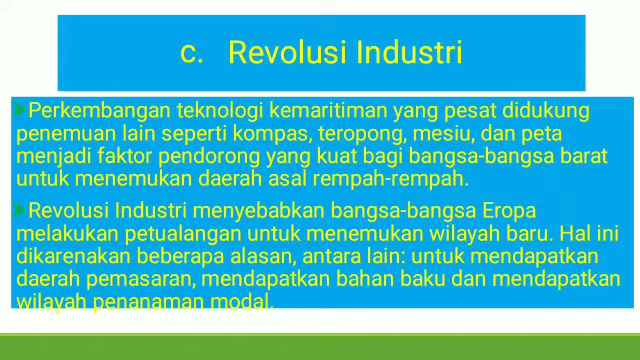 c. Revolusi Industri
➤Perkembangan teknologi kemaritiman yang pesat didukung
penemuan lain seperti kompas, teropong, mesiu, dan peta
menjadi faktor pendorong yang kuat bagi bangsa-bangsa barat
untuk menemukan daerah asal rempah-rempah.
➤Revolusi Industri menyebabkan bangsa-bangsa Eropa
melakukan petualangan untuk menemukan wilayah baru. Hal ini
dikarenakan beberapa alasan, antara lain: untuk mendapatkan
daerah pemasaran, mendapatkan bahan baku dan mendapatkan
wilayah penanaman modal.